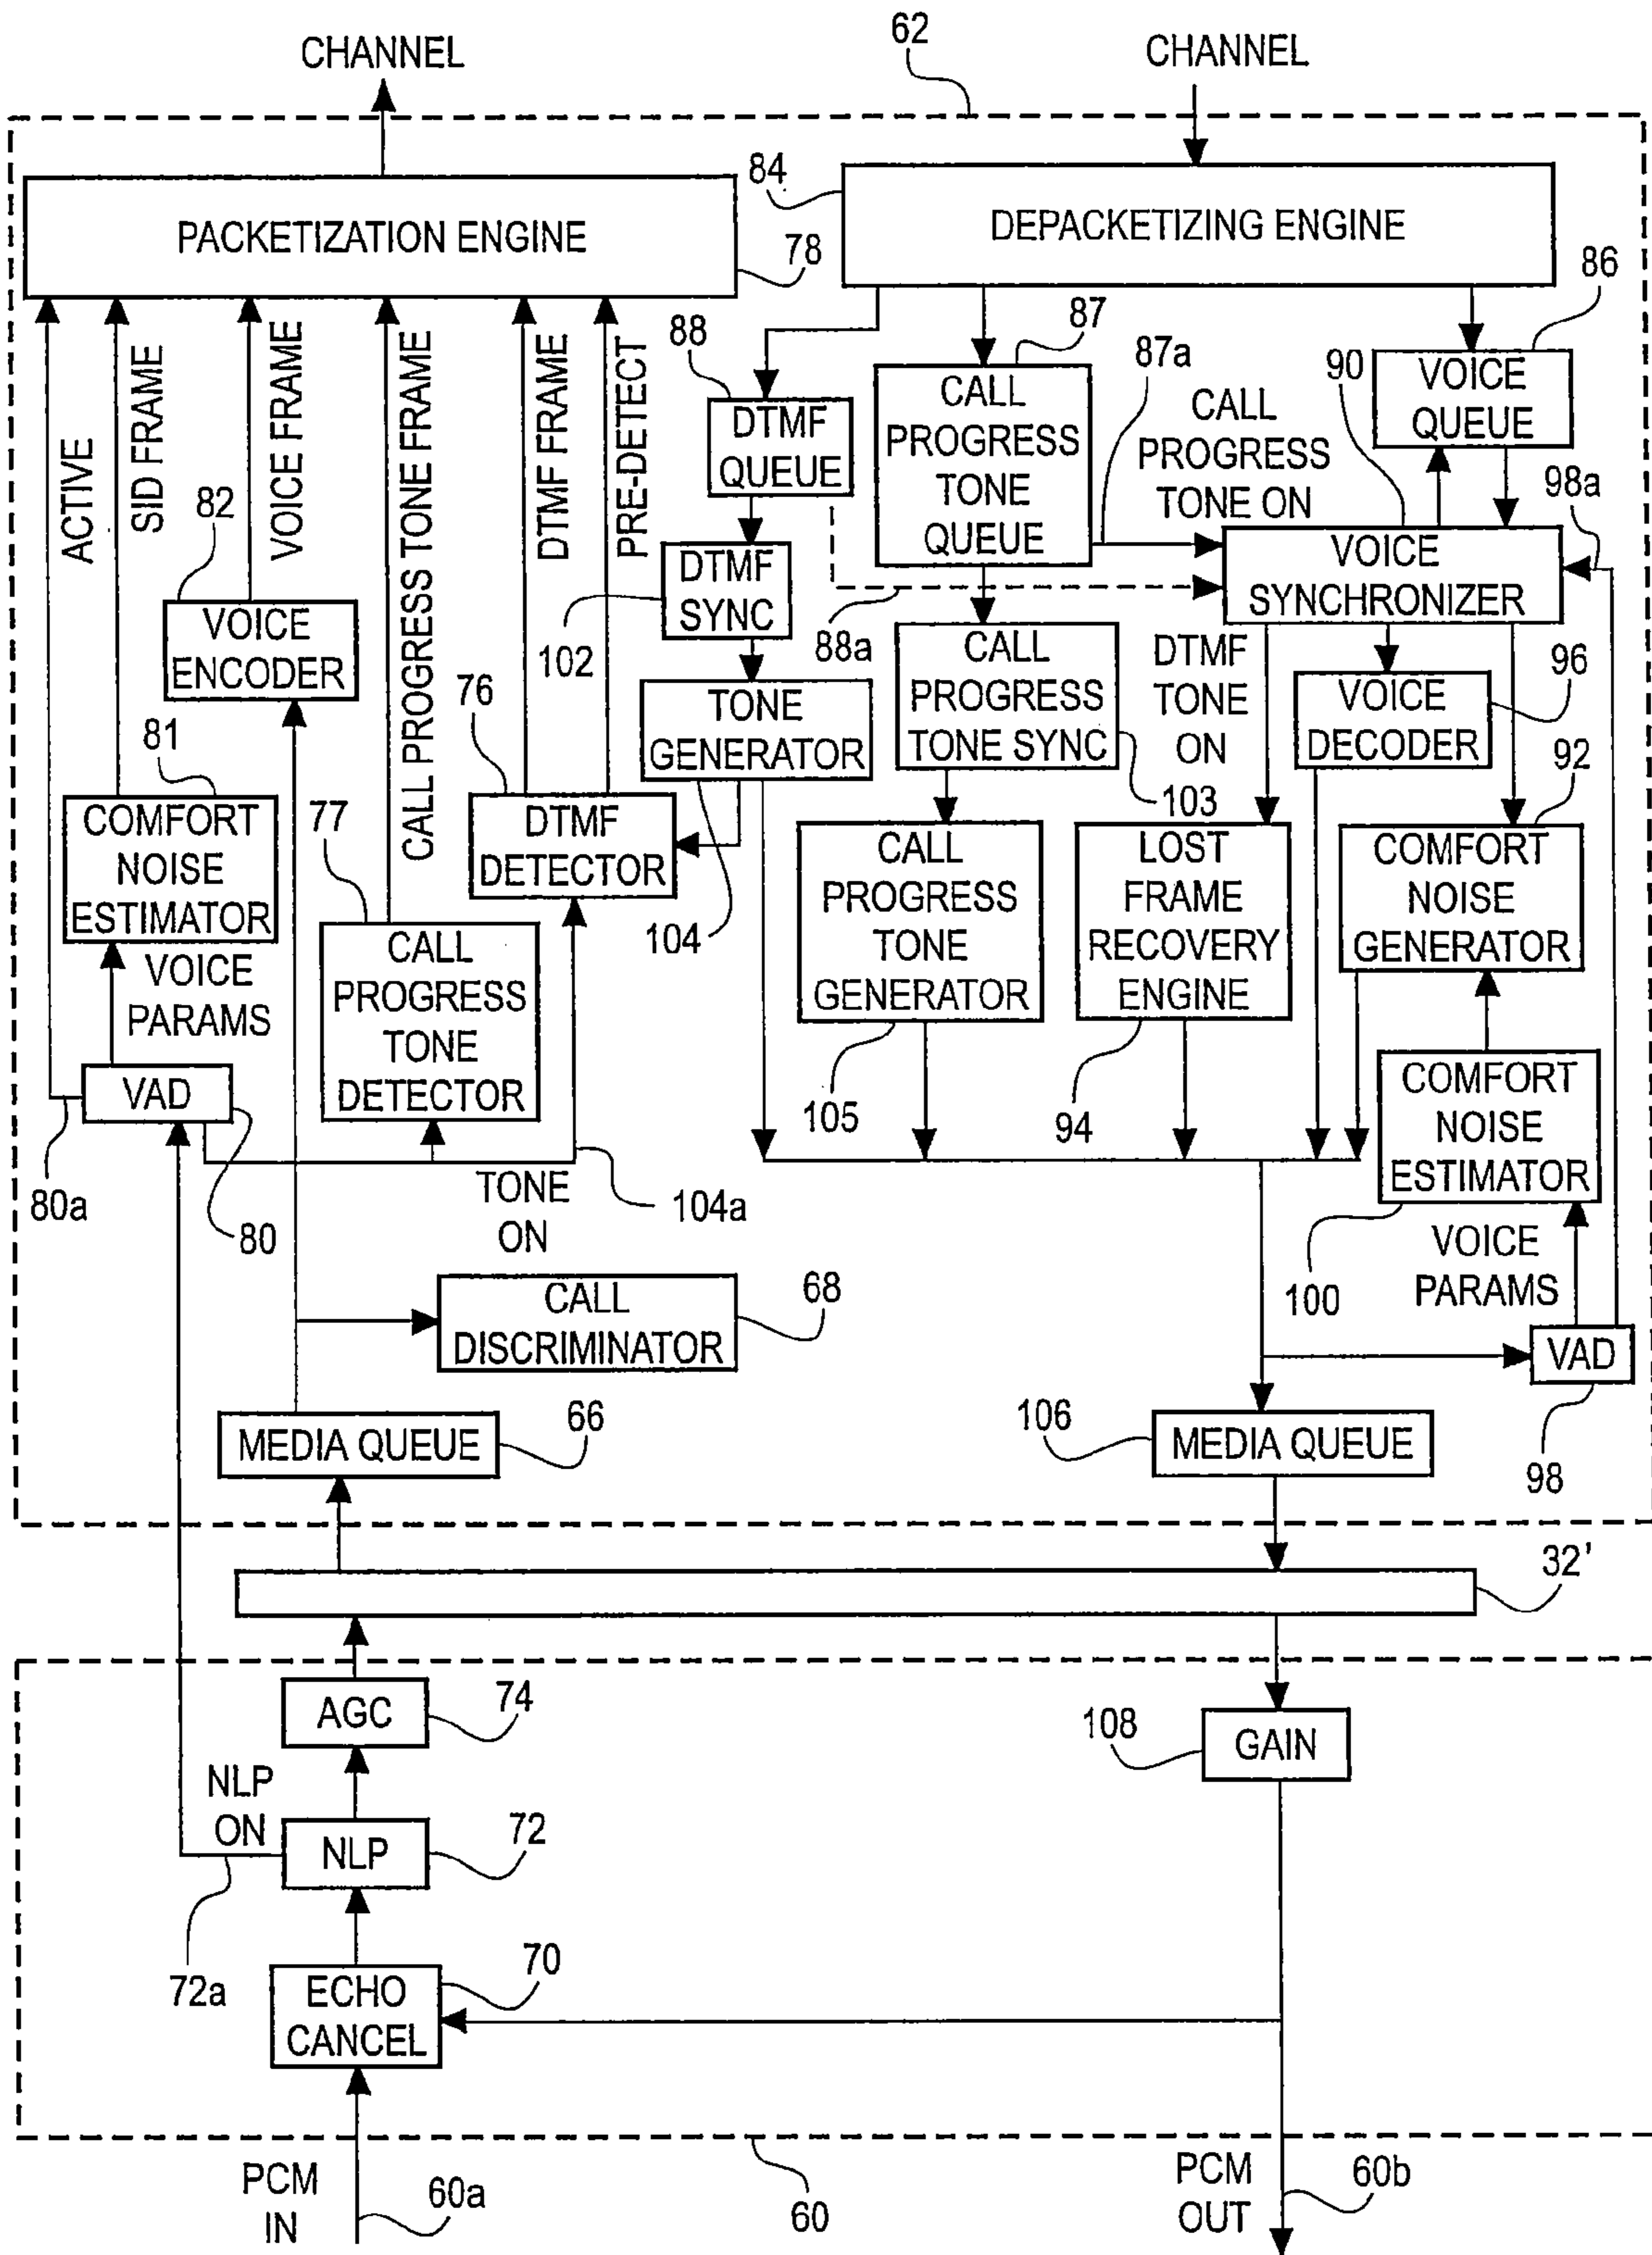 CHANNEL
62
CHANNEL
PACKETIZATION ENGINE
78
84
DEPACKETIZING ENGINE
ACTIVE
SID FRAME
VOICE FRAME
CALL PROGRESS TONE FRAME
DTMF FRAME
PRE-DETECT
88
DTMF
QUEUE
87
CALL
PROGRESS
TONE
QUEUE
87a
CALL
PROGRESS
TONE ON
90
86
VOICE
QUEUE
98a
82
VOICE
ENCODER
DTMF
SYNC
102
88a
VOICE
SYNCHRONIZER
TONE
GENERATOR
104
CALL
PROGRESS
TONE SYNC
103
DTMF
TONE
ON
VOICE
DECODER
96
81
COMFORT
NOISE
ESTIMATOR
VOICE
PARAMS
77
CALL
PROGRESS
TONE
DETECTOR
76
DTMF
DETECTOR
CALL
PROGRESS
TONE
GENERATOR
105
LOST
FRAME
RECOVERY
ENGINE
94
92
COMFORT
NOISE
GENERATOR
VAD
80a
80
TONE
ON
104a
COMFORT
NOISE
ESTIMATOR
100
VOICE
PARAMS
CALL
DISCRIMINATOR
68
VAD
98
MEDIA QUEUE
66
106
MEDIA QUEUE
32'
AGC
74
108
GAIN
NLP
ON
NLP
72
72a
ECHO
CANCEL
70
PCM
IN
60a
60
PCM
OUT
60b